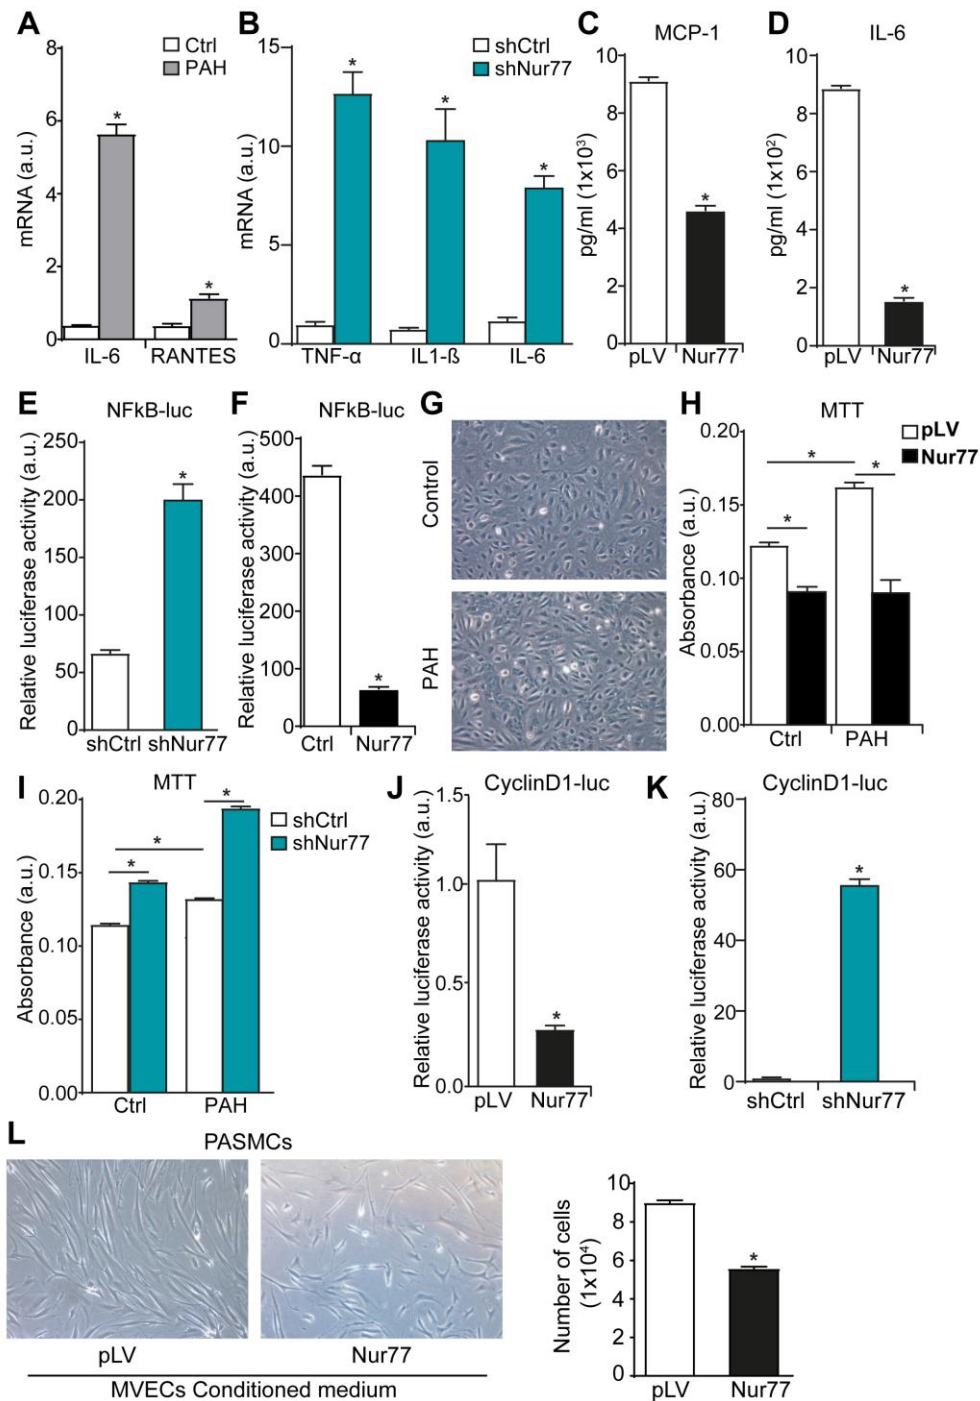 A
Ctrl
PAH
mRNA (a.u.)
8
6
4
2
0
IL-6 RANTES
*
*
B
shCtrl
shNur77
mRNA (a.u.)
15
10
5
0
TNF-α IL1-ß IL-6
*
*
*
C
MCP-1
pg/ml (1x10³)
10
8
6
4
2
0
pLV Nur77
*
D
IL-6
pg/ml (1x10²)
10
8
6
4
2
0
pLV Nur77
*
E
NFkB-luc
Relative luciferase activity (a.u.)
250
200
150
100
50
0
shCtrl shNur77
*
F
NFkB-luc
Relative luciferase activity (a.u.)
500
400
300
200
100
0
Ctrl Nur77
*
G
Control
PAH
H
MTT
pLV
Nur77
Absorbance (a.u.)
0.20
0.15
0.10
0.05
0.00
Ctrl PAH
*
*
*
I
MTT
shCtrl
shNur77
Absorbance (a.u.)
0.20
0.15
0.10
0.05
0.00
Ctrl PAH
*
*
*
J
CyclinD1-luc
Relative luciferase activity (a.u.)
1.5
1.0
0.5
0.0
pLV Nur77
*
K
CyclinD1-luc
Relative luciferase activity (a.u.)
80
60
40
20
0
shCtrl shNur77
*
L
PASMCs
pLV Nur77
MVECs Conditioned medium
Number of cells
(1x10⁴)
10
8
6
4
2
0
pLV Nur77
*